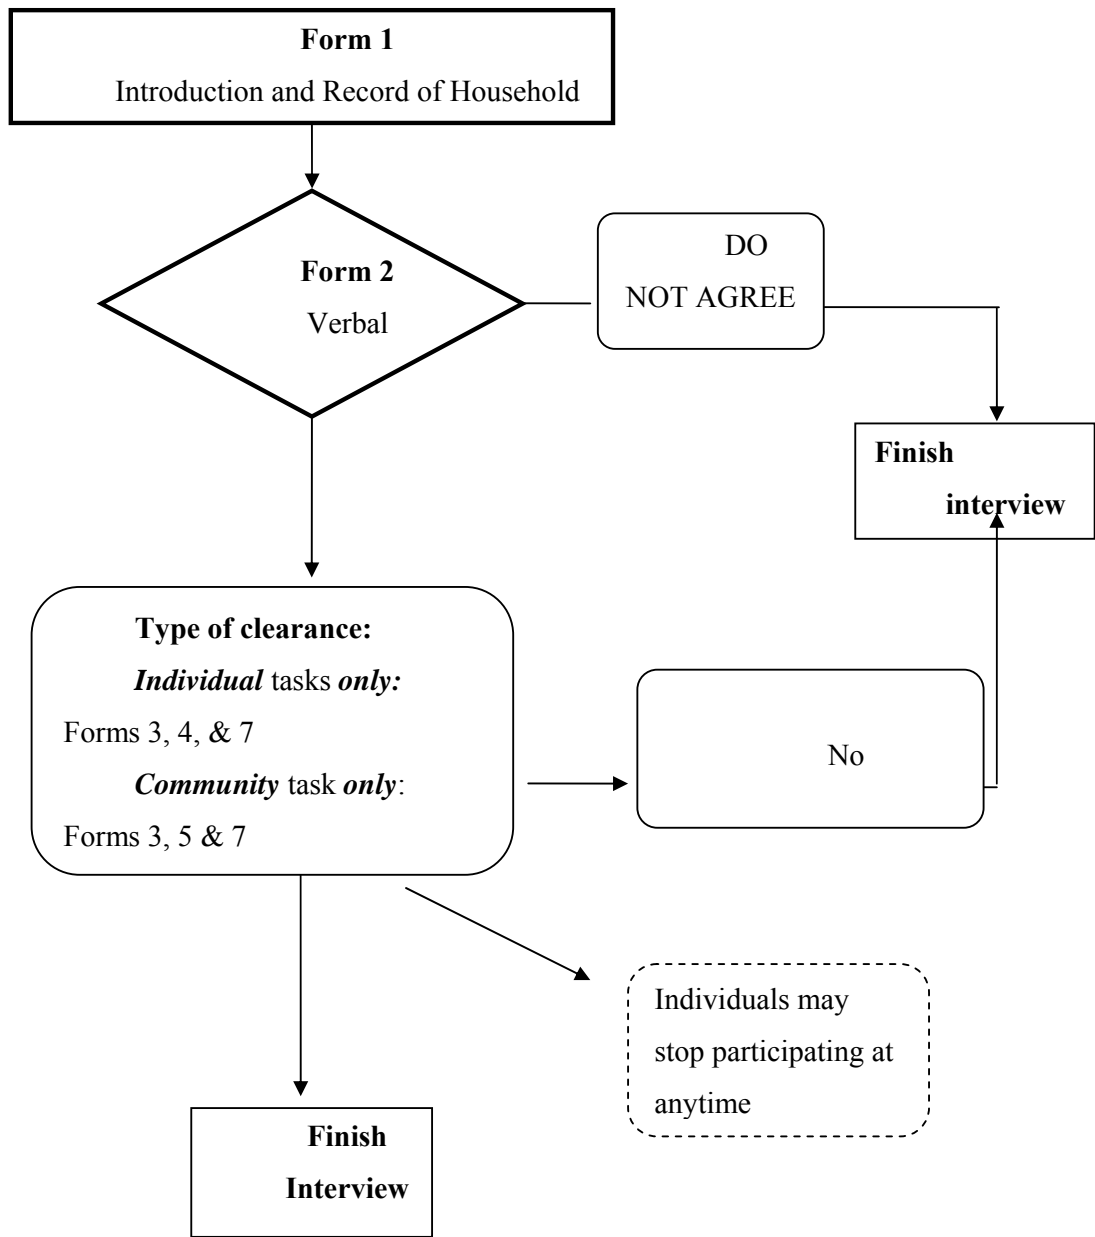 Form 1
Introduction and Record of Household
Form 2
Verbal
DO
NOT AGREE
Finish
interview
Type of clearance:
Individual tasks only:
Forms 3, 4, & 7
Community task only:
Forms 3, 5 & 7
No
Individuals may
stop participating at
anytime
Finish
Interview